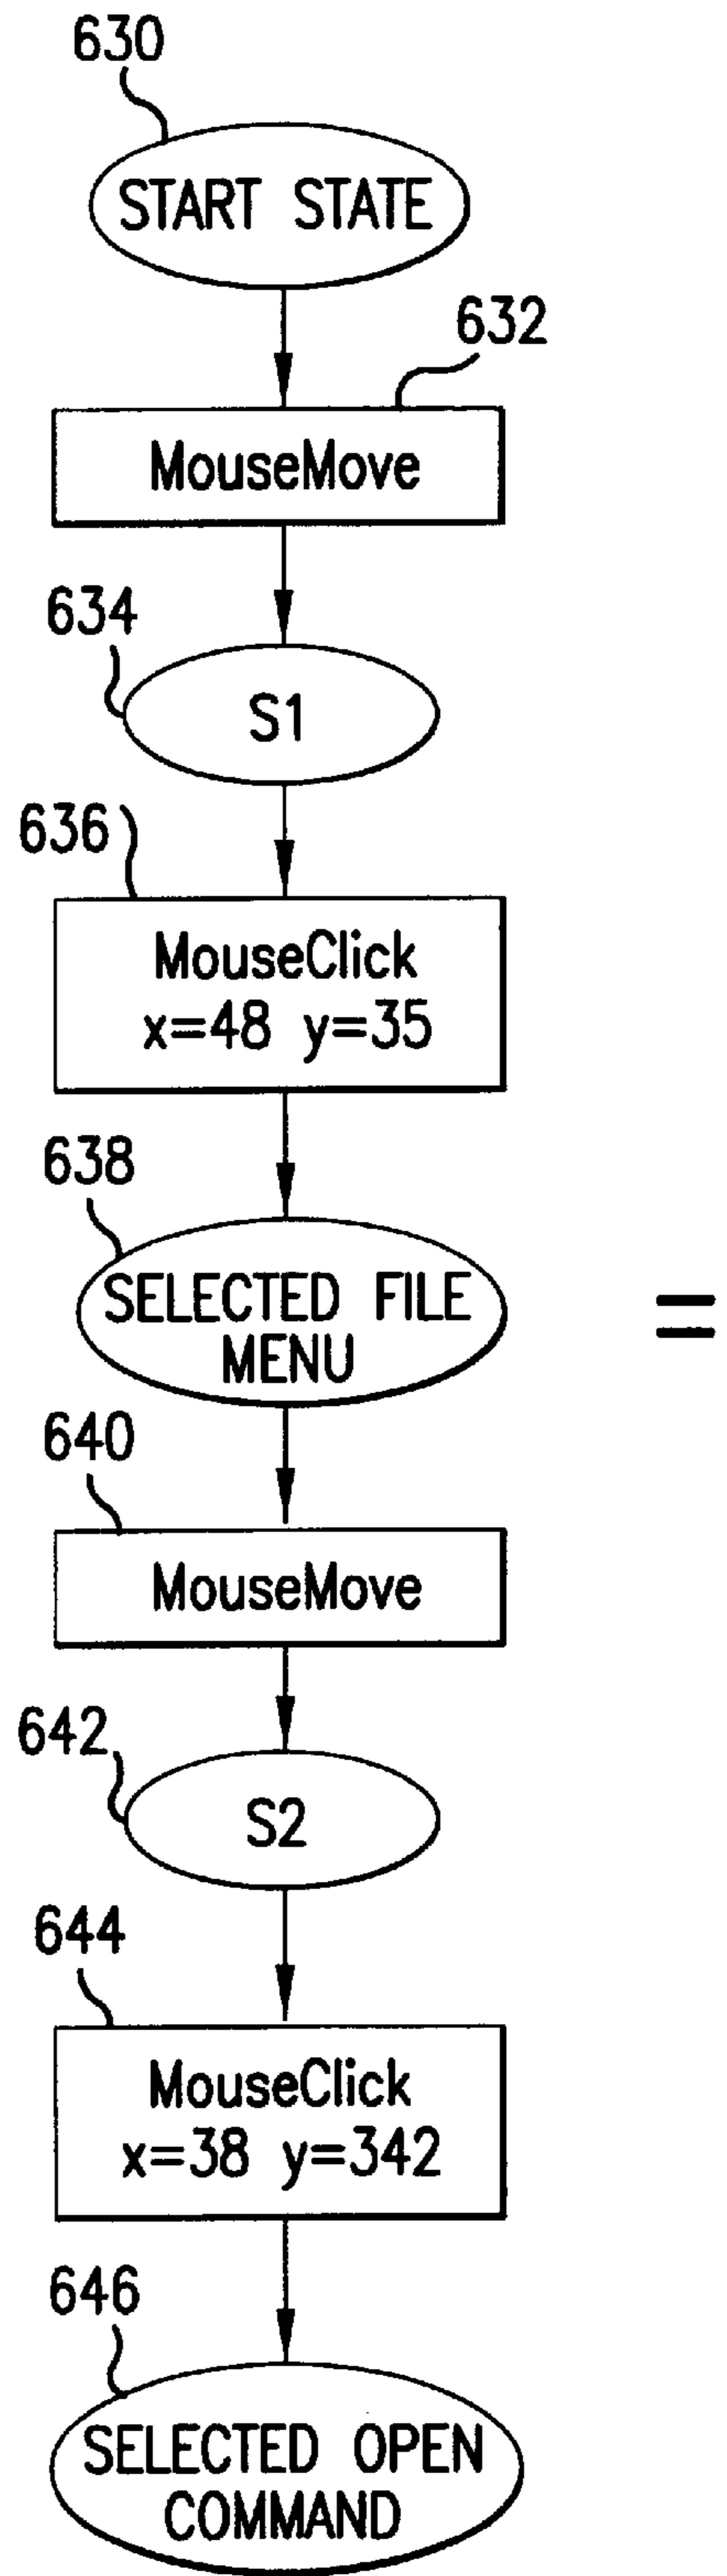 630
START STATE
632
MouseMove
634
S1
636
MouseClick
x=48 y=35
638
SELECTED FILE
MENU
=
640
MouseMove
642
S2
644
MouseClick
x=38 y=342
646
SELECTED OPEN
COMMAND